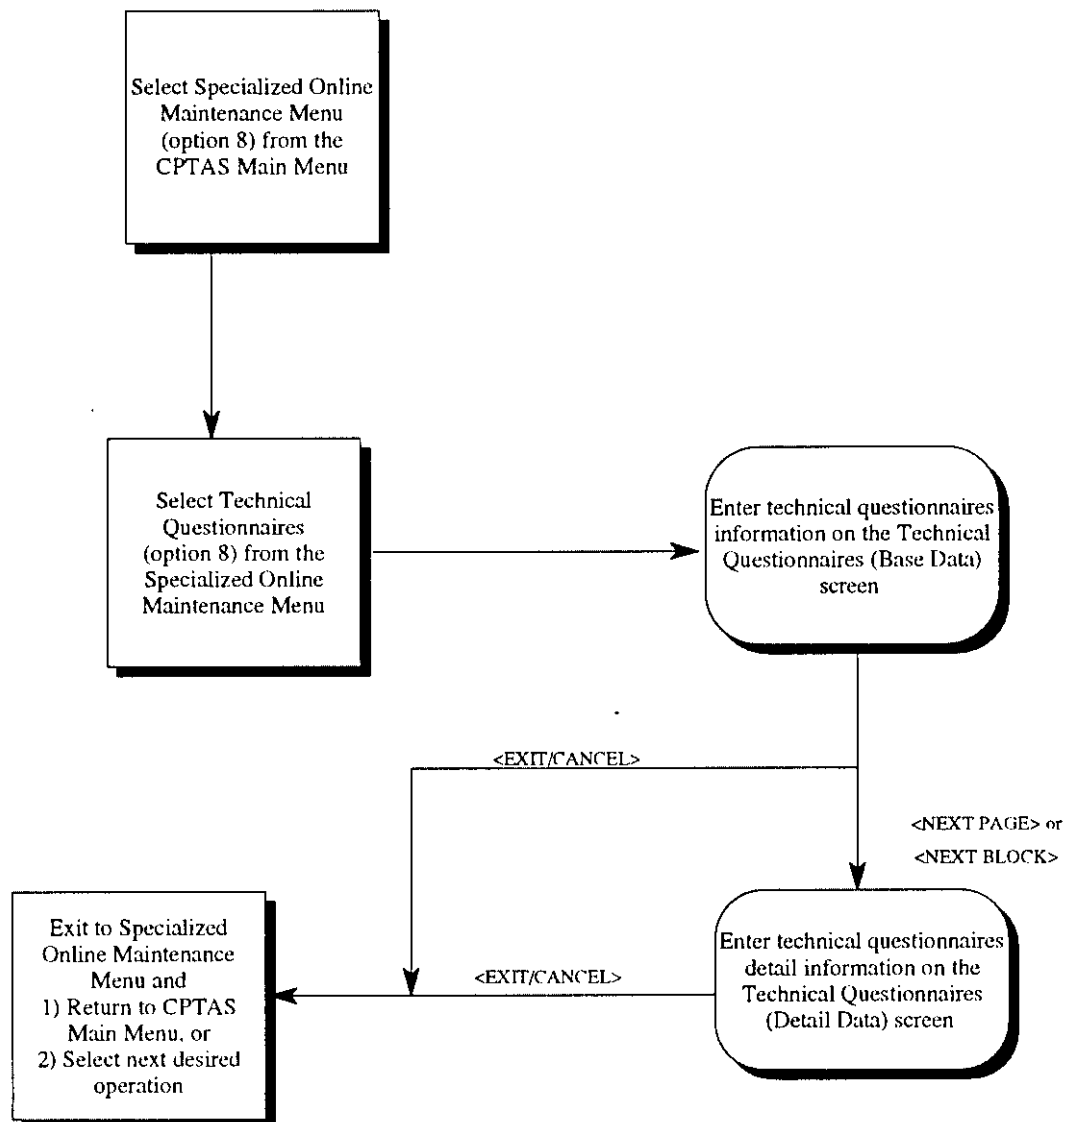 Select Specialized Online
Maintenance Menu
(option 8) from the
CPTAS Main Menu
Select Technical
Questionnaires
(option 8) from the
Specialized Online
Maintenance Menu
Enter technical questionnaires
information on the Technical
Questionnaires (Base Data)
screen
<EXIT/CANCEL>
<NEXT PAGE> or
<NEXT BLOCK>
Enter technical questionnaires
detail information on the
Technical Questionnaires
(Detail Data) screen
<EXIT/CANCEL>
Exit to Specialized
Online Maintenance
Menu and
1) Return to CPTAS
Main Menu, or
2) Select next desired
operation